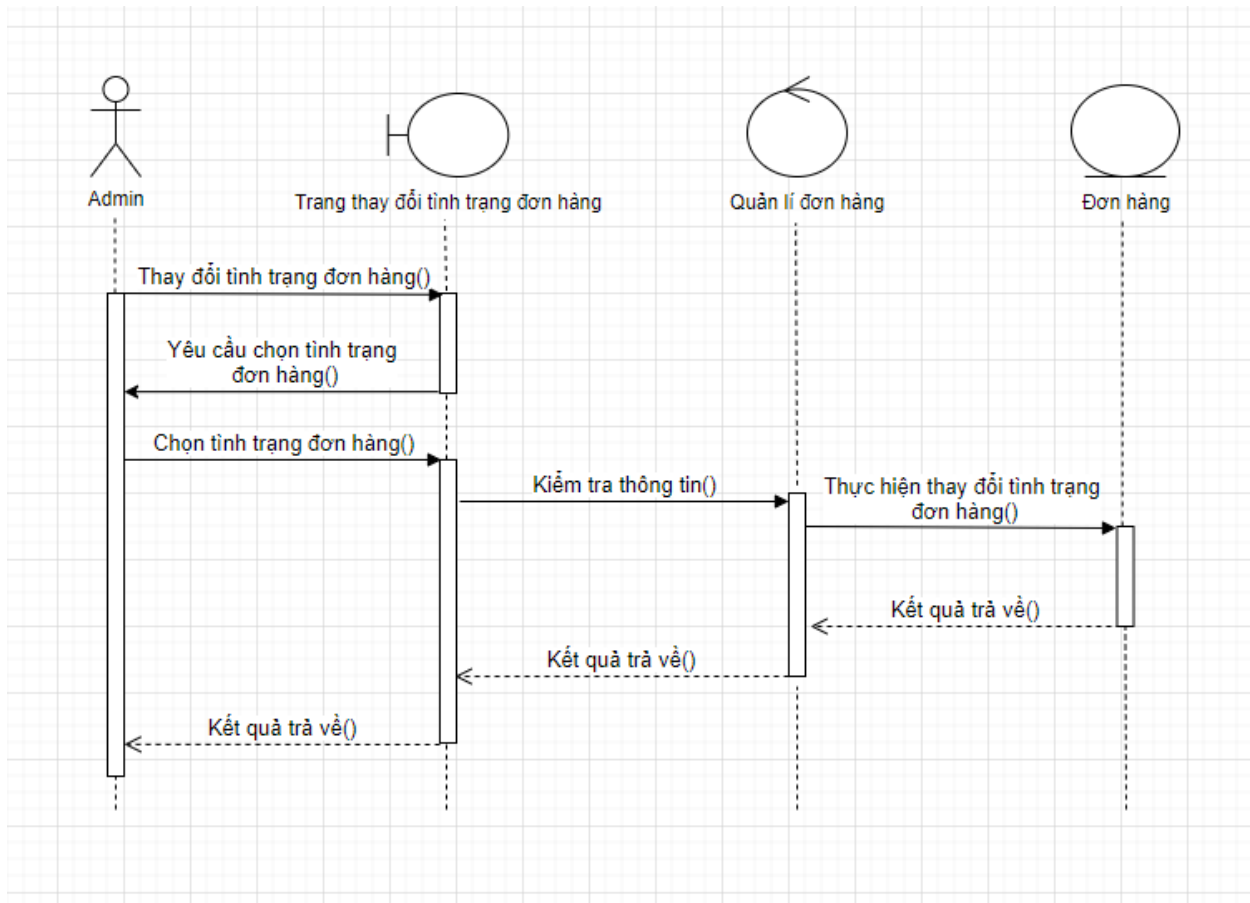 Admin
Trang thay đổi tình trạng đơn hàng
Quản lí đơn hàng
Đơn hàng
Thay đổi tình trạng đơn hàng()
Yêu cầu chọn tình trạng
đơn hàng()
Chọn tình trạng đơn hàng()
Kiểm tra thông tin()
Thực hiện thay đổi tình trạng
đơn hàng()
Kết quả trả về()
Kết quả trả về()
Kết quả trả về()